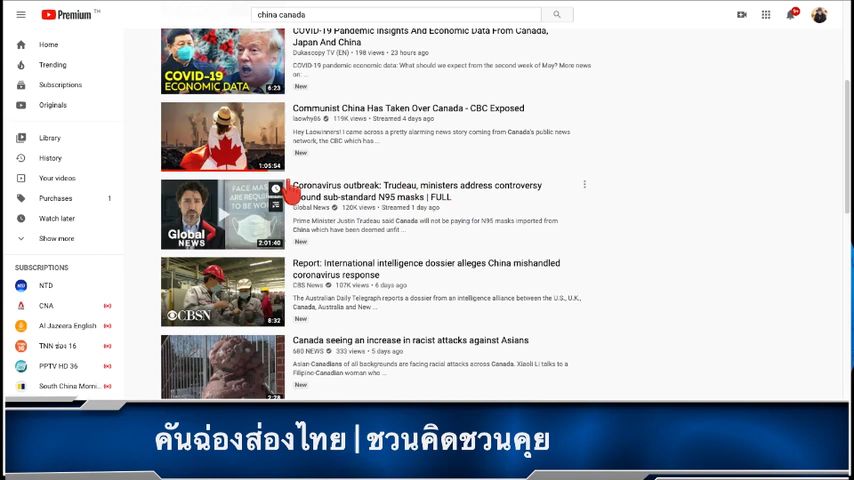 Premium TH
china canada
9+
Home
Trending
Subscriptions
Originals
Library
History
Your videos
Purchases 1
Watch later
Show more
SUBSCRIPTIONS
NTD
CNA
Al Jazeera English
TNN ช่อง 16
PPTV HD 36
South China Morni...
COVID-19
ECONOMIC DATA
6:23
COVID-19 Pandemic Insights And Economic Data From Canada,
Japan And China
Dukascopy TV (EN) • 198 views • 23 hours ago
COVID-19 pandemic economic data: What should we expect from the second week of May? More news
on: ...
New
1:05:54
Communist China Has Taken Over Canada - CBC Exposed
laowhy86 119K views • Streamed 4 days ago
Hey Laowinners! I came across a pretty alarming news story coming from Canada's public news
network, the CBC which has ...
New
FACE MAS
ARE REQUIR
TO BE WO
Global
NEWS
2:01:40
Coronavirus outbreak: Trudeau, ministers address controversy
around sub-standard N95 masks | FULL
Global News 120K views • Streamed 1 day ago
Prime Minister Justin Trudeau said Canada will not be paying for N95 masks imported from
China which have been deemed unfit ...
New
CBSN
8:32
Report: International intelligence dossier alleges China mishandled
coronavirus response
CBS News 107K views • 6 days ago
The Australian Daily Telegraph reports a dossier from an intelligence alliance between the U.S., U.K.,
Canada, Australia and New ...
New
2:28
Canada seeing an increase in racist attacks against Asians
680 NEWS 333 views • 5 days ago
Asian-Canadians of all backgrounds are facing racial attacks across Canada. Xiaoli Li talks to a
Filipino-Canadian woman who ...
New
คันฉ่องส่องไทย | ชวนคิดชวนคุย